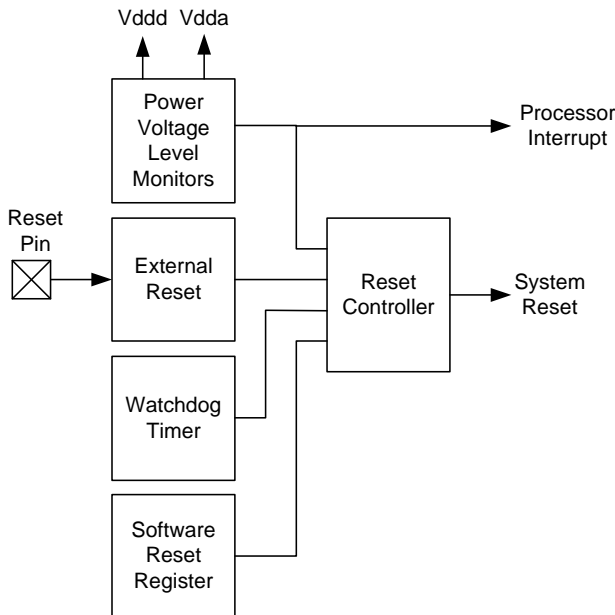 Vddd
Vdda
Power
Voltage
Level
Monitors
Processor
Interrupt
Reset
Pin
External
Reset
Reset
Controller
System
Reset
Watchdog
Timer
Software
Reset
Register